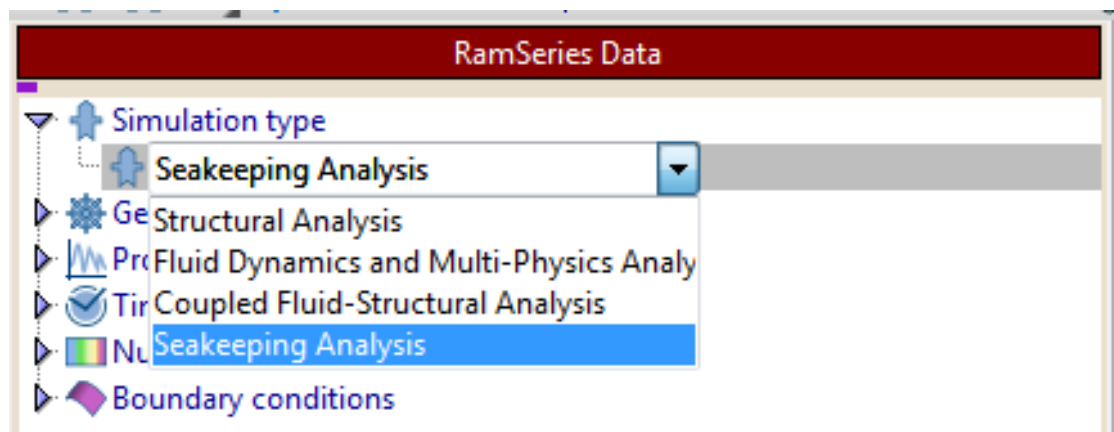 RamSeries Data
Simulation type
Seakeeping Analysis
Ge
Structural Analysis
Fluid Dynamics and Multi-Physics Analy
Coupled Fluid-Structural Analysis
Seakeeping Analysis
Boundary conditions